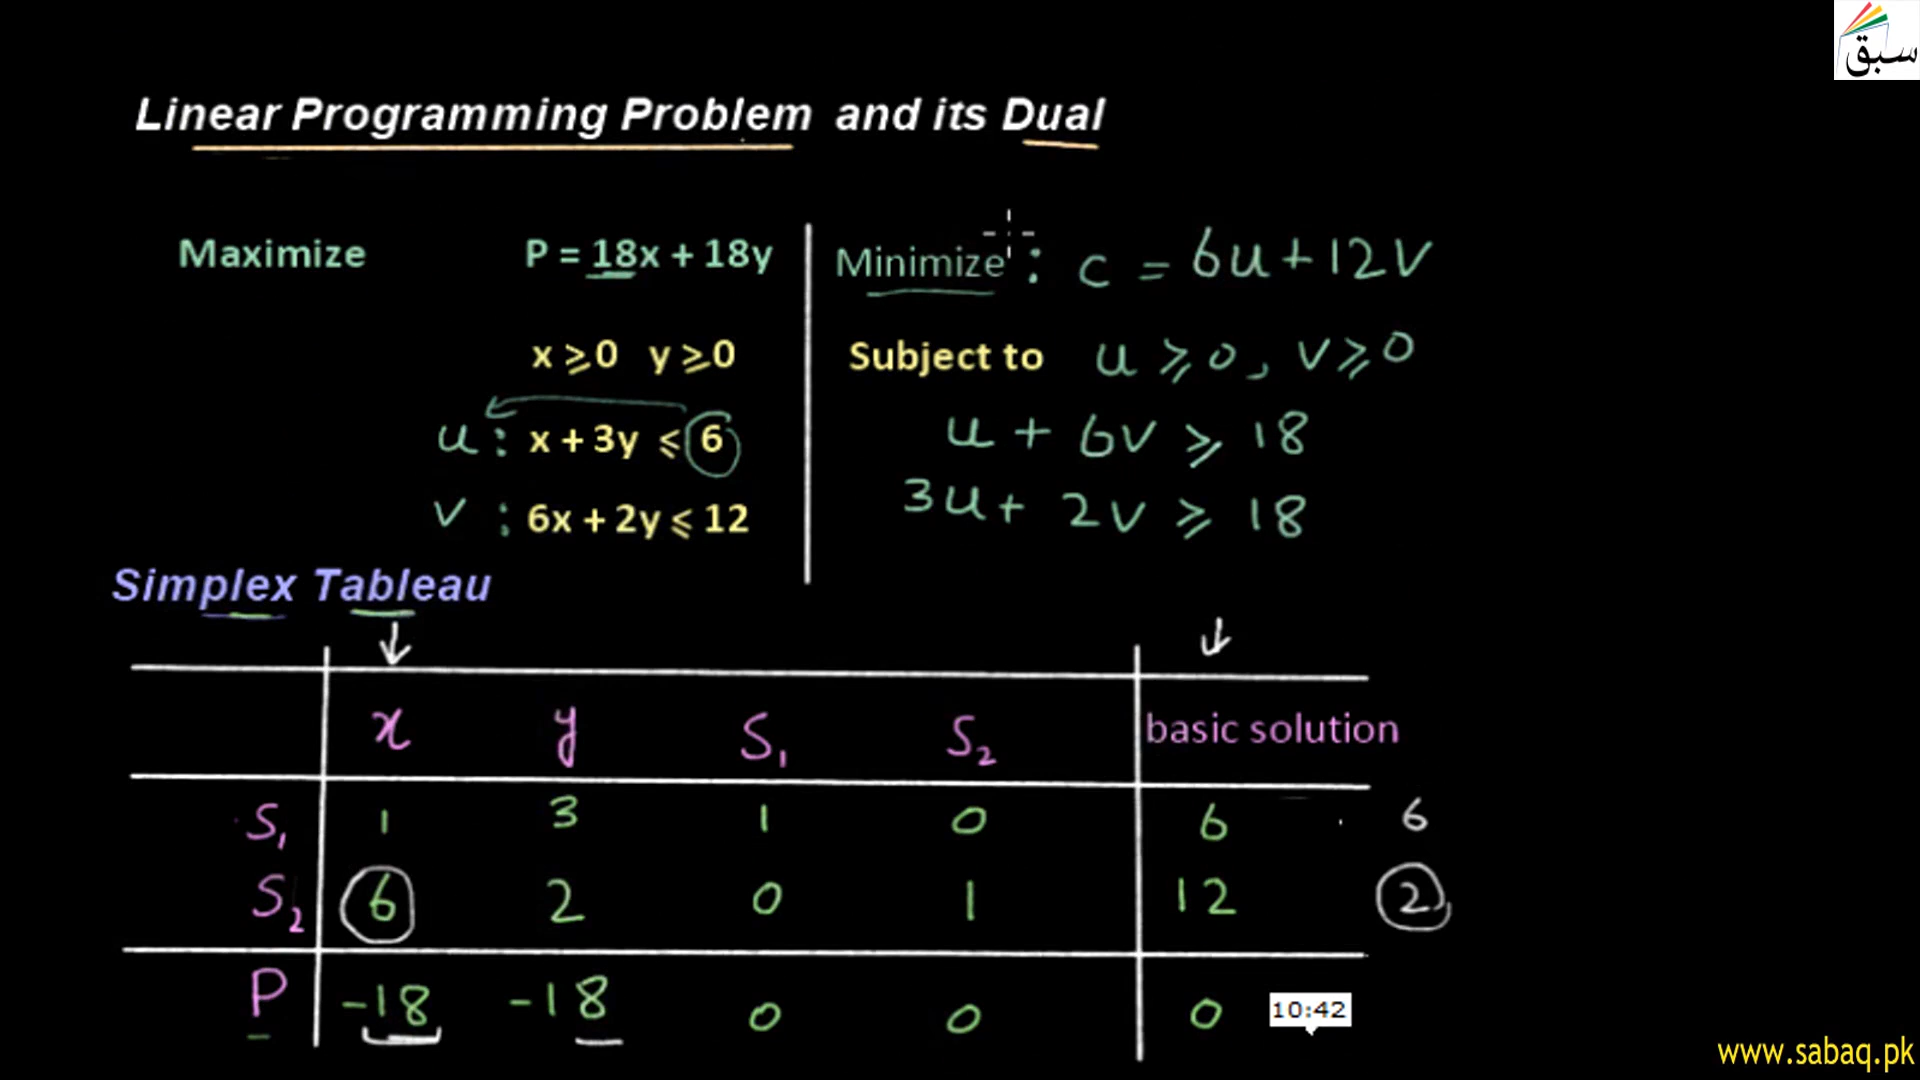 سبق
Linear Programming Problem and its Dual
Maximize P = 18x + 18y
x ⩾ 0 y ⩾ 0
u : x + 3y ⩽ 6
v : 6x + 2y ⩽ 12
Minimize : c = 6u + 12v
Subject to u ⩾ 0, v ⩾ 0
u + 6v ⩾ 18
3u + 2v ⩾ 18
Simplex Tableau
x y S₁ S₂ basic solution
S₁ 1 3 1 0 6 6
S₂ 6 2 0 1 12 2
P -18 -18 0 0 0
10:42
www.sabaq.pk